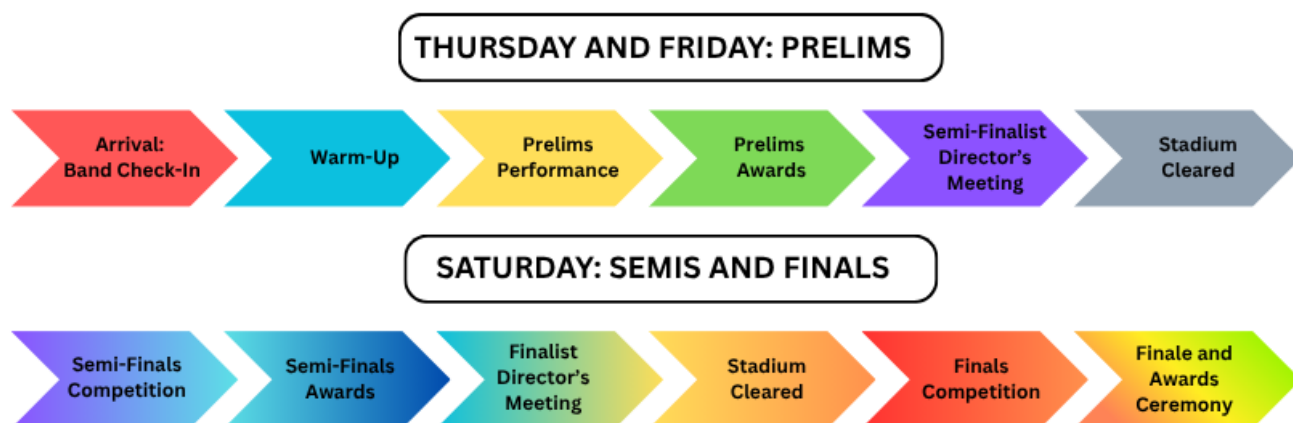 THURSDAY AND FRIDAY: PRELIMS
Arrival:
Band Check-In
Warm-Up
Prelims
Performance
Prelims
Awards
Semi-Finalist
Director's
Meeting
Stadium
Cleared
SATURDAY: SEMIS AND FINALS
Semi-Finals
Competition
Semi-Finals
Awards
Finalist
Director's
Meeting
Stadium
Cleared
Finals
Competition
Finale and
Awards
Ceremony